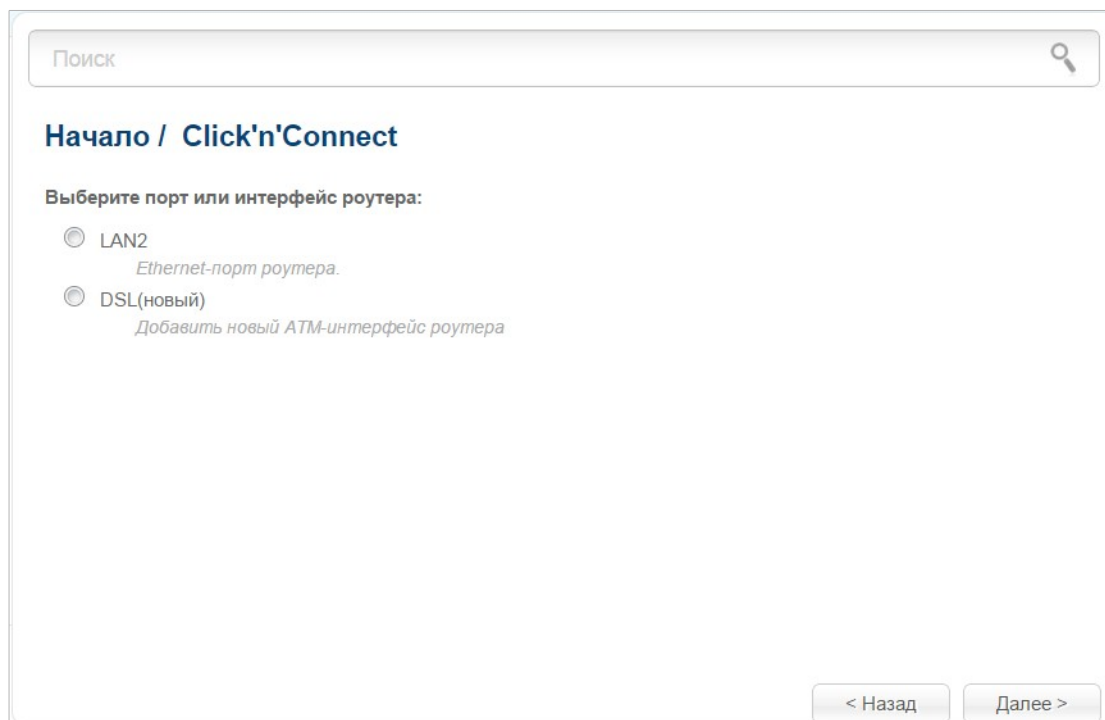 Поиск
Начало / Click'n'Connect
Выберите порт или интерфейс роутера:
LAN2
Ethernet-порт роутера.
DSL(новый)
Добавить новый ATM-интерфейс роутера
< Назад
Далее >